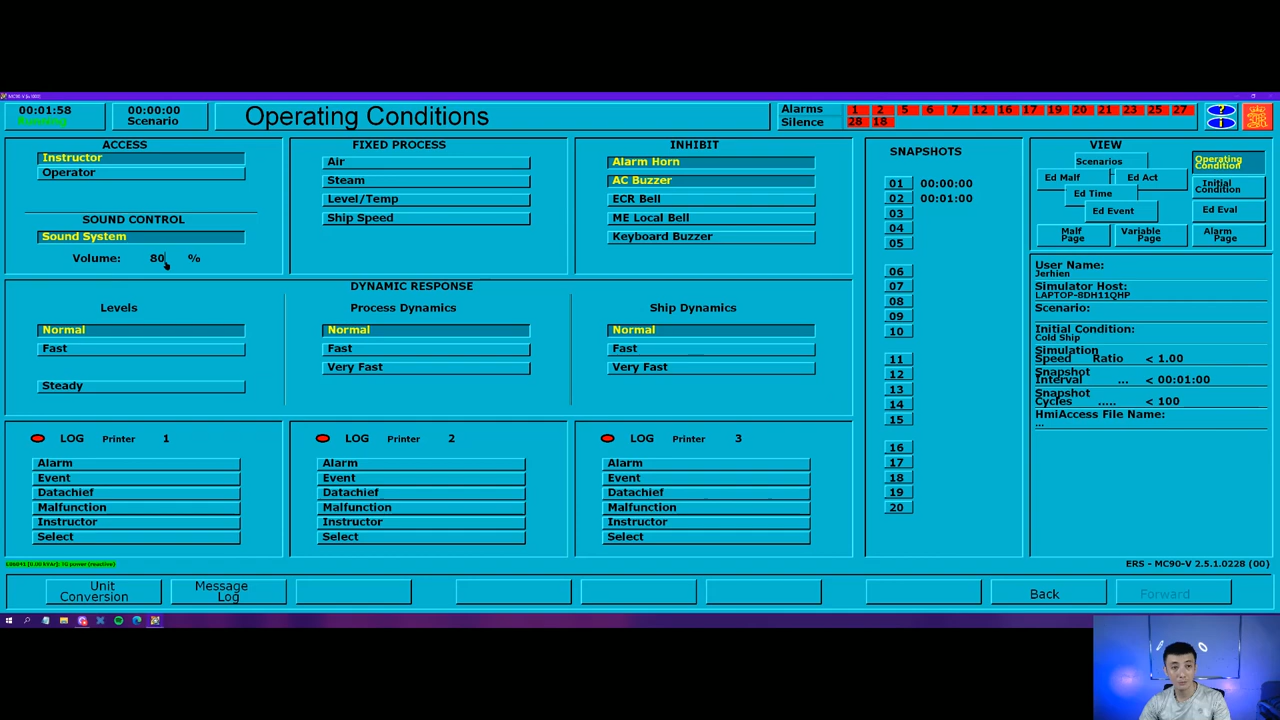 MC90-V
00:01:58
Running
00:00:00
Scenario
Operating Conditions
Alarms
Silence
1 2 5 6 7 12 16 17 19 20 21 23 25 27
28 18
?
i
ACCESS
Instructor
Operator
SOUND CONTROL
Sound System
Volume: 80 %
FIXED PROCESS
Air
Steam
Level/Temp
Ship Speed
INHIBIT
Alarm Horn
AC Buzzer
ECR Bell
ME Local Bell
Keyboard Buzzer
DYNAMIC RESPONSE
Levels
Normal
Fast
Steady
Process Dynamics
Normal
Fast
Very Fast
Ship Dynamics
Normal
Fast
Very Fast
LOG Printer 1
Alarm
Event
Datachief
Malfunction
Instructor
Select
LOG Printer 2
Alarm
Event
Datachief
Malfunction
Instructor
Select
LOG Printer 3
Alarm
Event
Datachief
Malfunction
Instructor
Select
SNAPSHOTS
01 00:00:00
02 00:01:00
03
04
05
06
07
08
09
10
11
12
13
14
15
16
17
18
19
20
VIEW
Scenarios
Ed Malf
Ed Act
Ed Time
Ed Event
Operating
Condition
Initial
Condition
Ed Eval
Malf
Page
Variable
Page
Alarm
Page
User Name:
Jerhien
Simulator Host:
LAPTOP-8DH11QHP
Scenario:
Initial Condition:
Cold Ship
Simulation
Speed Ratio < 1.00
Snapshot
Interval ... < 00:01:00
Snapshot
Cycles ..... < 100
HmiAccess File Name:
...
ERS - MC90-V 2.5.1.0228 (00)
Unit
Conversion
Message
Log
Back
Forward